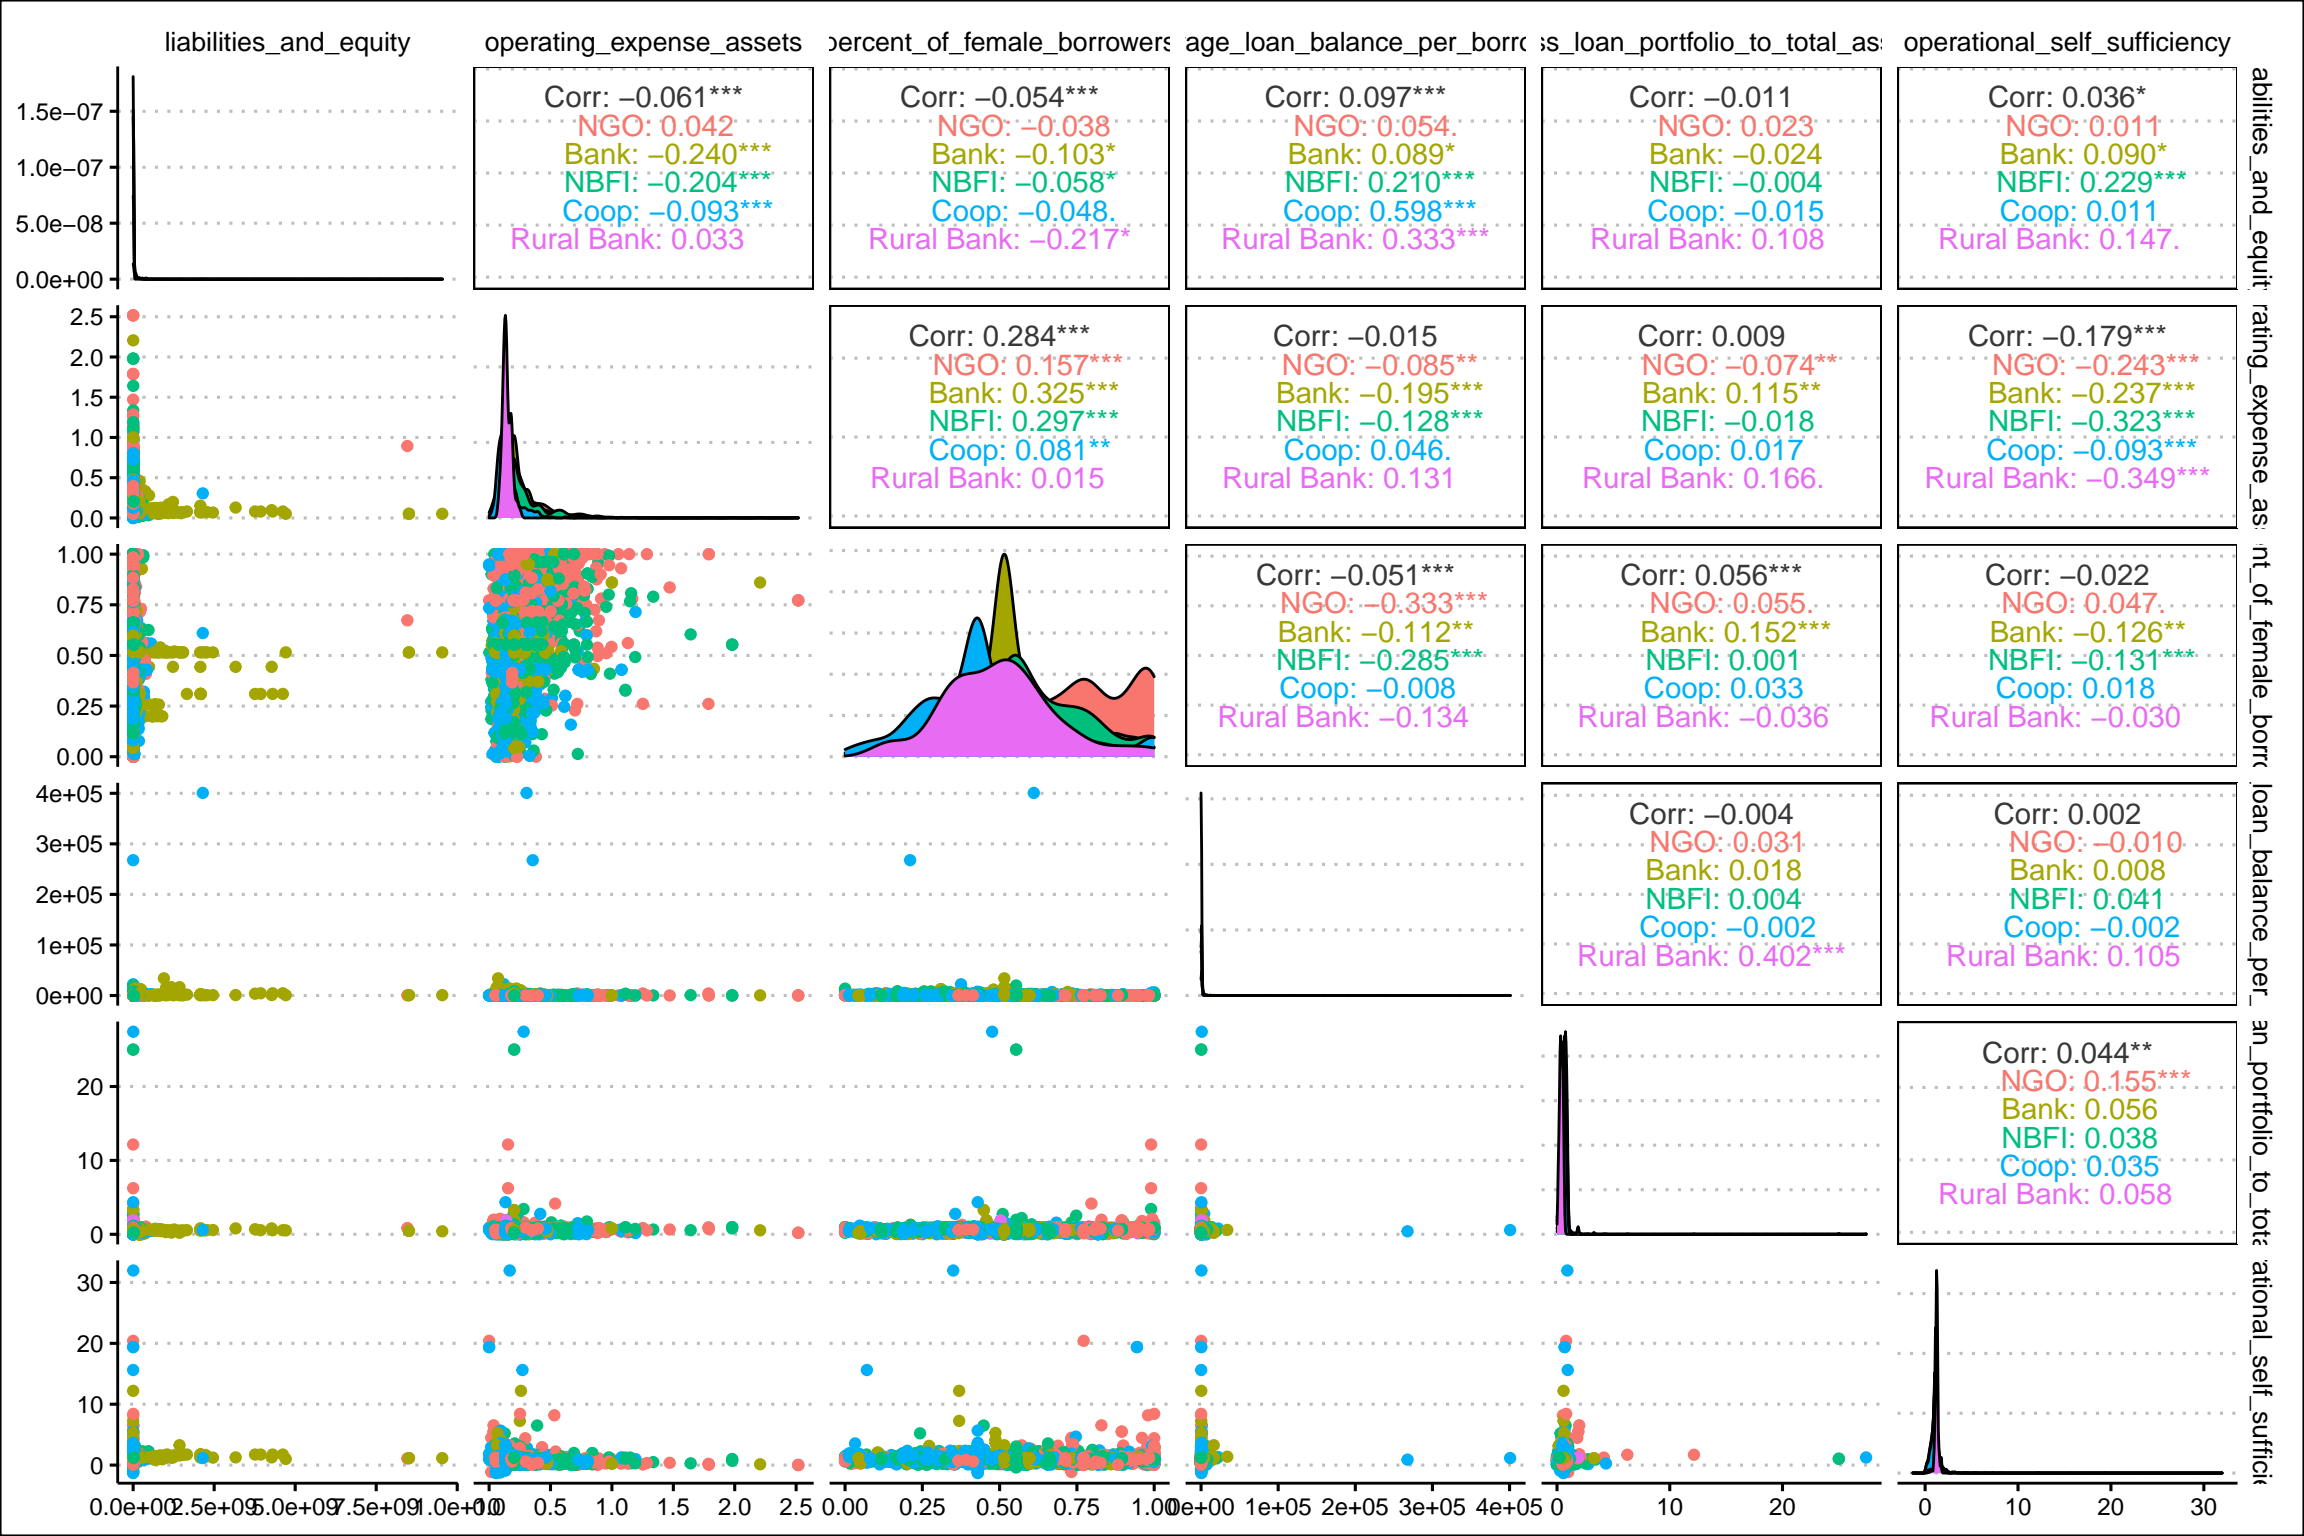 liabilities_and_equity operating_expense_assets percent_of_female_borrowers age_loan_balance_per_borro ss_loan_portfolio_to_total_as operational_self_sufficiency
1.5e−07
1.0e−07
5.0e−08
0.0e+00
Corr: −0.061***
NGO: 0.042
Bank: −0.240***
NBFI: −0.204***
Coop: −0.093***
Rural Bank: 0.033
Corr: −0.054***
NGO: −0.038
Bank: −0.103*
NBFI: −0.058*
Coop: −0.048.
Rural Bank: −0.217*
Corr: 0.097***
NGO: 0.054.
Bank: 0.089*
NBFI: 0.210***
Coop: 0.598***
Rural Bank: 0.333***
Corr: −0.011
NGO: 0.023
Bank: −0.024
NBFI: −0.004
Coop: −0.015
Rural Bank: 0.108
Corr: 0.036*
NGO: 0.011
Bank: 0.090*
NBFI: 0.229***
Coop: 0.011
Rural Bank: 0.147.
abilities_and_equit
2.5
2.0
1.5
1.0
0.5
0.0
Corr: 0.284***
NGO: 0.157***
Bank: 0.325***
NBFI: 0.297***
Coop: 0.081**
Rural Bank: 0.015
Corr: −0.015
NGO: −0.085**
Bank: −0.195***
NBFI: −0.128***
Coop: 0.046.
Rural Bank: 0.131
Corr: 0.009
NGO: −0.074**
Bank: 0.115**
NBFI: −0.018
Coop: 0.017
Rural Bank: 0.166.
Corr: −0.179***
NGO: −0.243***
Bank: −0.237***
NBFI: −0.323***
Coop: −0.093***
Rural Bank: −0.349***
rating_expense_as
1.00
0.75
0.50
0.25
0.00
Corr: −0.051***
NGO: −0.333***
Bank: −0.112**
NBFI: −0.285***
Coop: −0.008
Rural Bank: −0.134
Corr: 0.056***
NGO: 0.055.
Bank: 0.152***
NBFI: 0.001
Coop: 0.033
Rural Bank: −0.036
Corr: −0.022
NGO: 0.047.
Bank: −0.126**
NBFI: −0.131***
Coop: 0.018
Rural Bank: −0.030
nt_of_female_borro
4e+05
3e+05
2e+05
1e+05
0e+00
Corr: −0.004
NGO: 0.031
Bank: 0.018
NBFI: 0.004
Coop: −0.002
Rural Bank: 0.402***
Corr: 0.002
NGO: −0.010
Bank: 0.008
NBFI: 0.041
Coop: −0.002
Rural Bank: 0.105
loan_balance_per_
20
10
0
Corr: 0.044**
NGO: 0.155***
Bank: 0.056
NBFI: 0.038
Coop: 0.035
Rural Bank: 0.058
an_portfolio_to_tota
30
20
10
0
ational_self_suffici
0.0e+00 2.5e+09 5.0e+09 7.5e+09 1.0e+10 0.0 0.5 1.0 1.5 2.0 2.5 0.00 0.25 0.50 0.75 1.00 0e+00 1e+05 2e+05 3e+05 4e+05 0 10 20 0 10 20 30